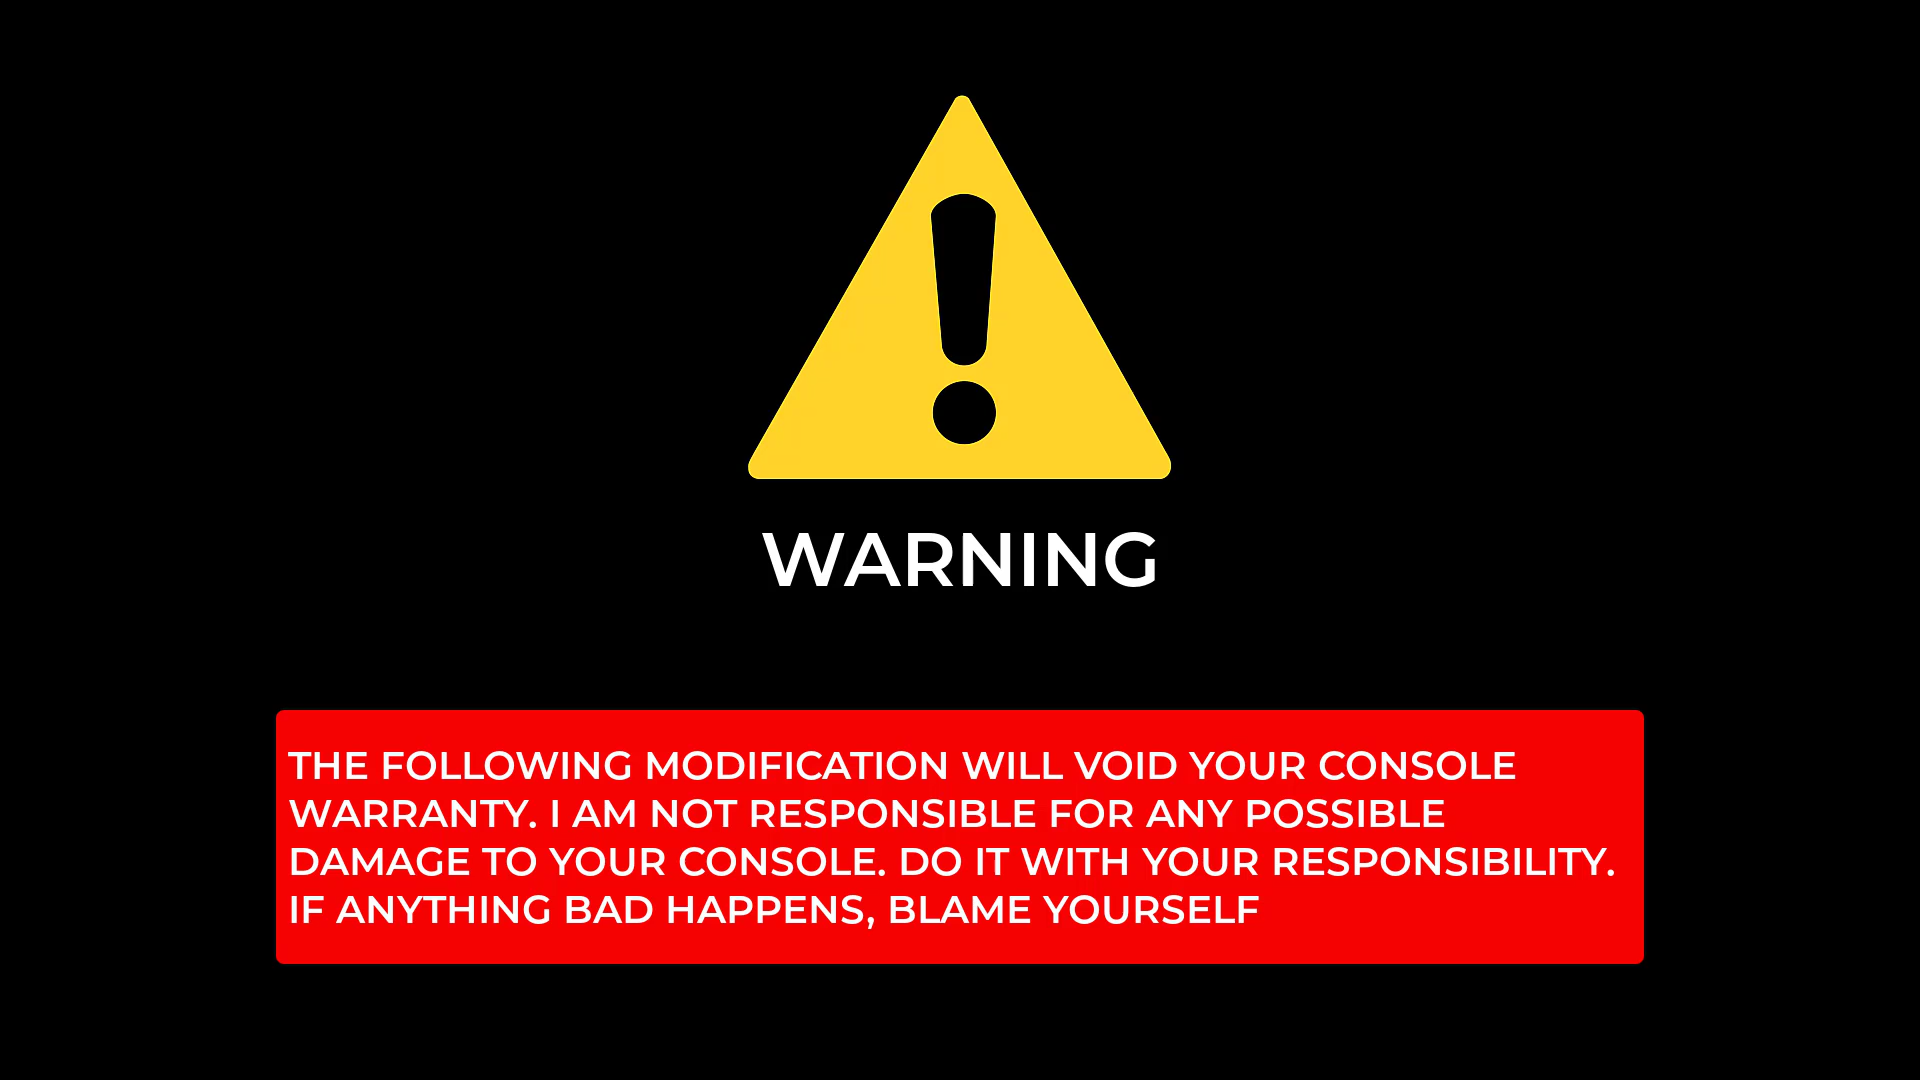 WARNING
THE FOLLOWING MODIFICATION WILL VOID YOUR CONSOLE
WARRANTY. I AM NOT RESPONSIBLE FOR ANY POSSIBLE
DAMAGE TO YOUR CONSOLE. DO IT WITH YOUR RESPONSIBILITY.
IF ANYTHING BAD HAPPENS, BLAME YOURSELF